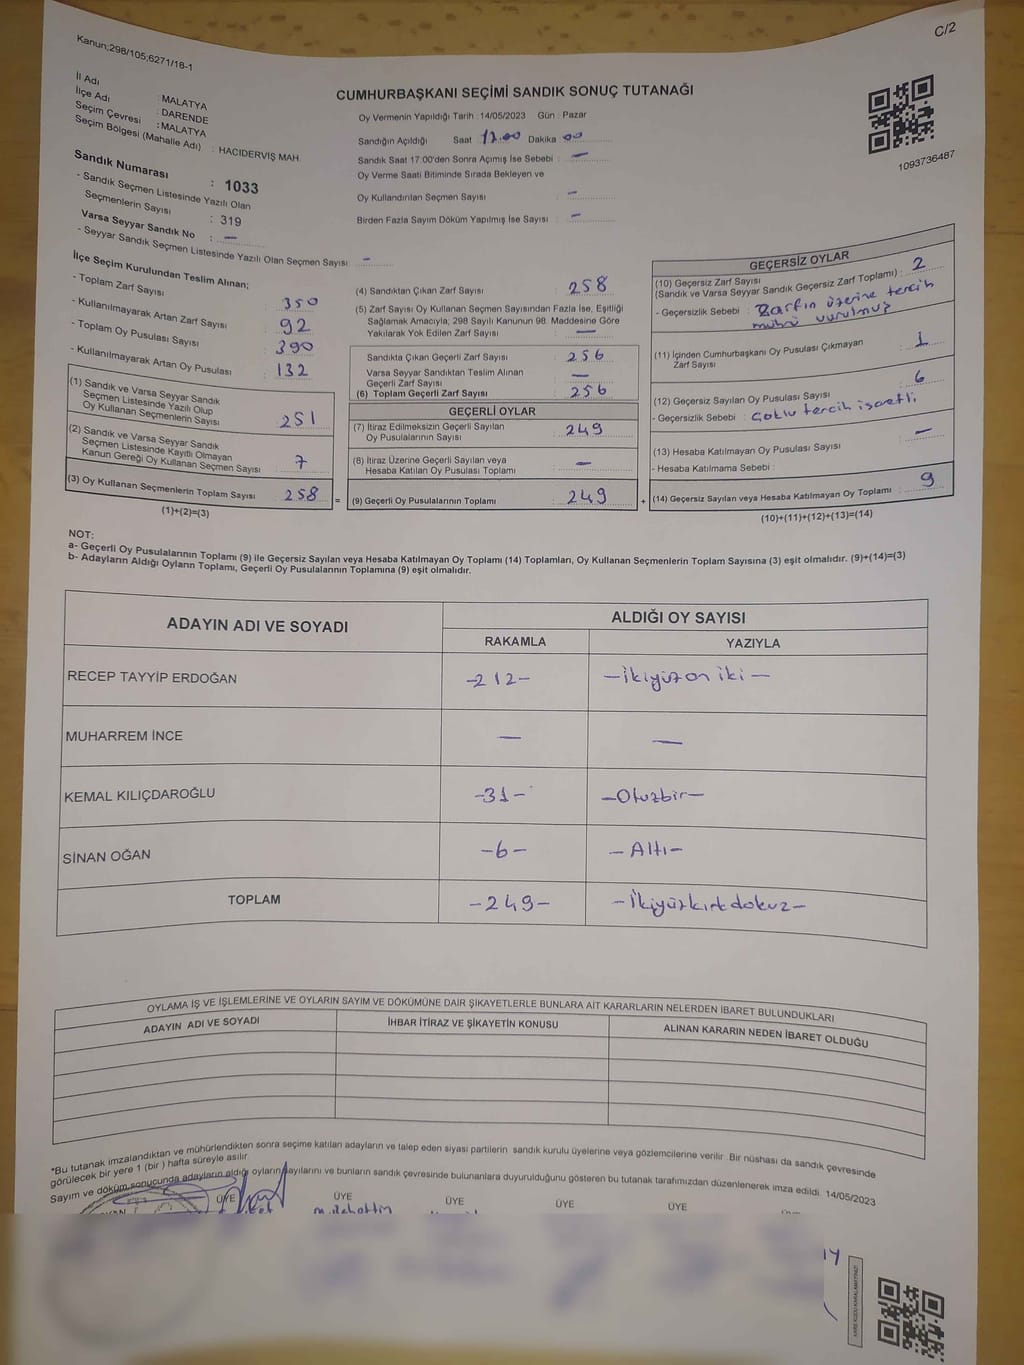 C/2
Kanun;298/105;6271/18-1
İl Adı : MALATYA
İlçe Adı : DARENDE
Seçim Çevresi : MALATYA
Seçim Bölgesi (Mahalle Adı) : HACIDERVİŞ MAH
CUMHURBAŞKANI SEÇİMİ SANDIK SONUÇ TUTANAĞI
Oy Vermenin Yapıldığı Tarih : 14/05/2023 Gün : Pazar
Sandığın Açıldığı Saat 17.00 Dakika 00
Sandık Saat 17:00'den Sonra Açımış İse Sebebi : —
Oy Verme Saati Bitiminde Sırada Bekleyen ve
Oy Kullandırılan Seçmen Sayısı : —
Birden Fazla Sayım Döküm Yapılmış İse Sayısı : —
1093736487
Sandık Numarası : 1033
- Sandık Seçmen Listesinde Yazılı Olan
Seçmenlerin Sayısı : 319
Varsa Seyyar Sandık No : —
- Seyyar Sandık Seçmen Listesinde Yazılı Olan Seçmen Sayısı : —
İlçe Seçim Kurulundan Teslim Alınan;
- Toplam Zarf Sayısı : 350
- Kullanılmayarak Artan Zarf Sayısı : 92
- Toplam Oy Pusulası Sayısı : 390
- Kullanılmayarak Artan Oy Pusulası : 132
(1) Sandık ve Varsa Seyyar Sandık
Seçmen Listesinde Yazılı Olup
Oy Kullanan Seçmenlerin Sayısı : 251
(2) Sandık ve Varsa Seyyar Sandık
Seçmen Listesinde Kayıtlı Olmayan
Kanun Gereği Oy Kullanan Seçmen Sayısı : 7
(3) Oy Kullanan Seçmenlerin Toplam Sayısı : 258
(1)+(2)=(3)
=
(4) Sandıktan Çıkan Zarf Sayısı : 258
(5) Zarf Sayısı Oy Kullanan Seçmen Sayısından Fazla İse, Eşitliği
Sağlamak Amacıyla, 298 Sayılı Kanunun 98. Maddesine Göre
Yakılarak Yok Edilen Zarf Sayısı : —
Sandıkta Çıkan Geçerli Zarf Sayısı : 256
Varsa Seyyar Sandıktan Teslim Alınan
Geçerli Zarf Sayısı : —
(6) Toplam Geçerli Zarf Sayısı : 256
GEÇERLİ OYLAR
(7) İtiraz Edilmeksizin Geçerli Sayılan
Oy Pusulalarının Sayısı : 249
(8) İtiraz Üzerine Geçerli Sayılan veya
Hesaba Katılan Oy Pusulası Toplamı : —
(9) Geçerli Oy Pusulalarının Toplamı : 249
+
GEÇERSİZ OYLAR
(10) Geçersiz Zarf Sayısı
(Sandık ve Varsa Seyyar Sandık Geçersiz Zarf Toplamı) : 2
- Geçersizlik Sebebi : Zarfın üzerine tercih
mührü vurulmuş
(11) İçinden Cumhurbaşkanı Oy Pusulası Çıkmayan
Zarf Sayısı : 1
(12) Geçersiz Sayılan Oy Pusulası Sayısı : 6
- Geçersizlik Sebebi : Çoklu tercih işaretli
(13) Hesaba Katılmayan Oy Pusulası Sayısı : —
- Hesaba Katılmama Sebebi :
(14) Geçersiz Sayılan veya Hesaba Katılmayan Oy Toplamı : 9
(10)+(11)+(12)+(13)=(14)
NOT:
a- Geçerli Oy Pusulalarının Toplamı (9) ile Geçersiz Sayılan veya Hesaba Katılmayan Oy Toplamı (14) Toplamları, Oy Kullanan Seçmenlerin Toplam Sayısına (3) eşit olmalıdır. (9)+(14)=(3)
b- Adayların Aldığı Oyların Toplamı, Geçerli Oy Pusulalarının Toplamına (9) eşit olmalıdır.
ADAYIN ADI VE SOYADI
ALDIĞI OY SAYISI
RAKAMLA YAZIYLA
RECEP TAYYİP ERDOĞAN -212- -ikiyüz on iki-
MUHARREM İNCE — —
KEMAL KILIÇDAROĞLU -31- -Otuzbir-
SİNAN OĞAN -6- -Altı-
TOPLAM -249- -İkiyüzkırkdokuz-
OYLAMA İŞ VE İŞLEMLERİNE VE OYLARIN SAYIM VE DÖKÜMÜNE DAİR ŞİKAYETLERLE BUNLARA AİT KARARLARIN NELERDEN İBARET BULUNDUKLARI
ADAYIN ADI VE SOYADI İHBAR İTİRAZ VE ŞİKAYETİN KONUSU ALINAN KARARIN NEDEN İBARET OLDUĞU
*Bu tutanak imzalandıktan ve mühürlendikten sonra seçime katılan adayların ve talep eden siyasi partilerin sandık kurulu üyelerine veya gözlemcilerine verilir. Bir nüshası da sandık çevresinde
görülecek bir yere 1 (bir) hafta süreyle asılır.
Sayım ve döküm sonucunda adayların aldığı oyların sayılarını ve bunların sandık çevresinde bulunanlara duyurulduğunu gösteren bu tutanak tarafımızdan düzenlenerek imza edildi. 14/05/2023
ÜYE ÜYE ÜYE ÜYE ÜYE